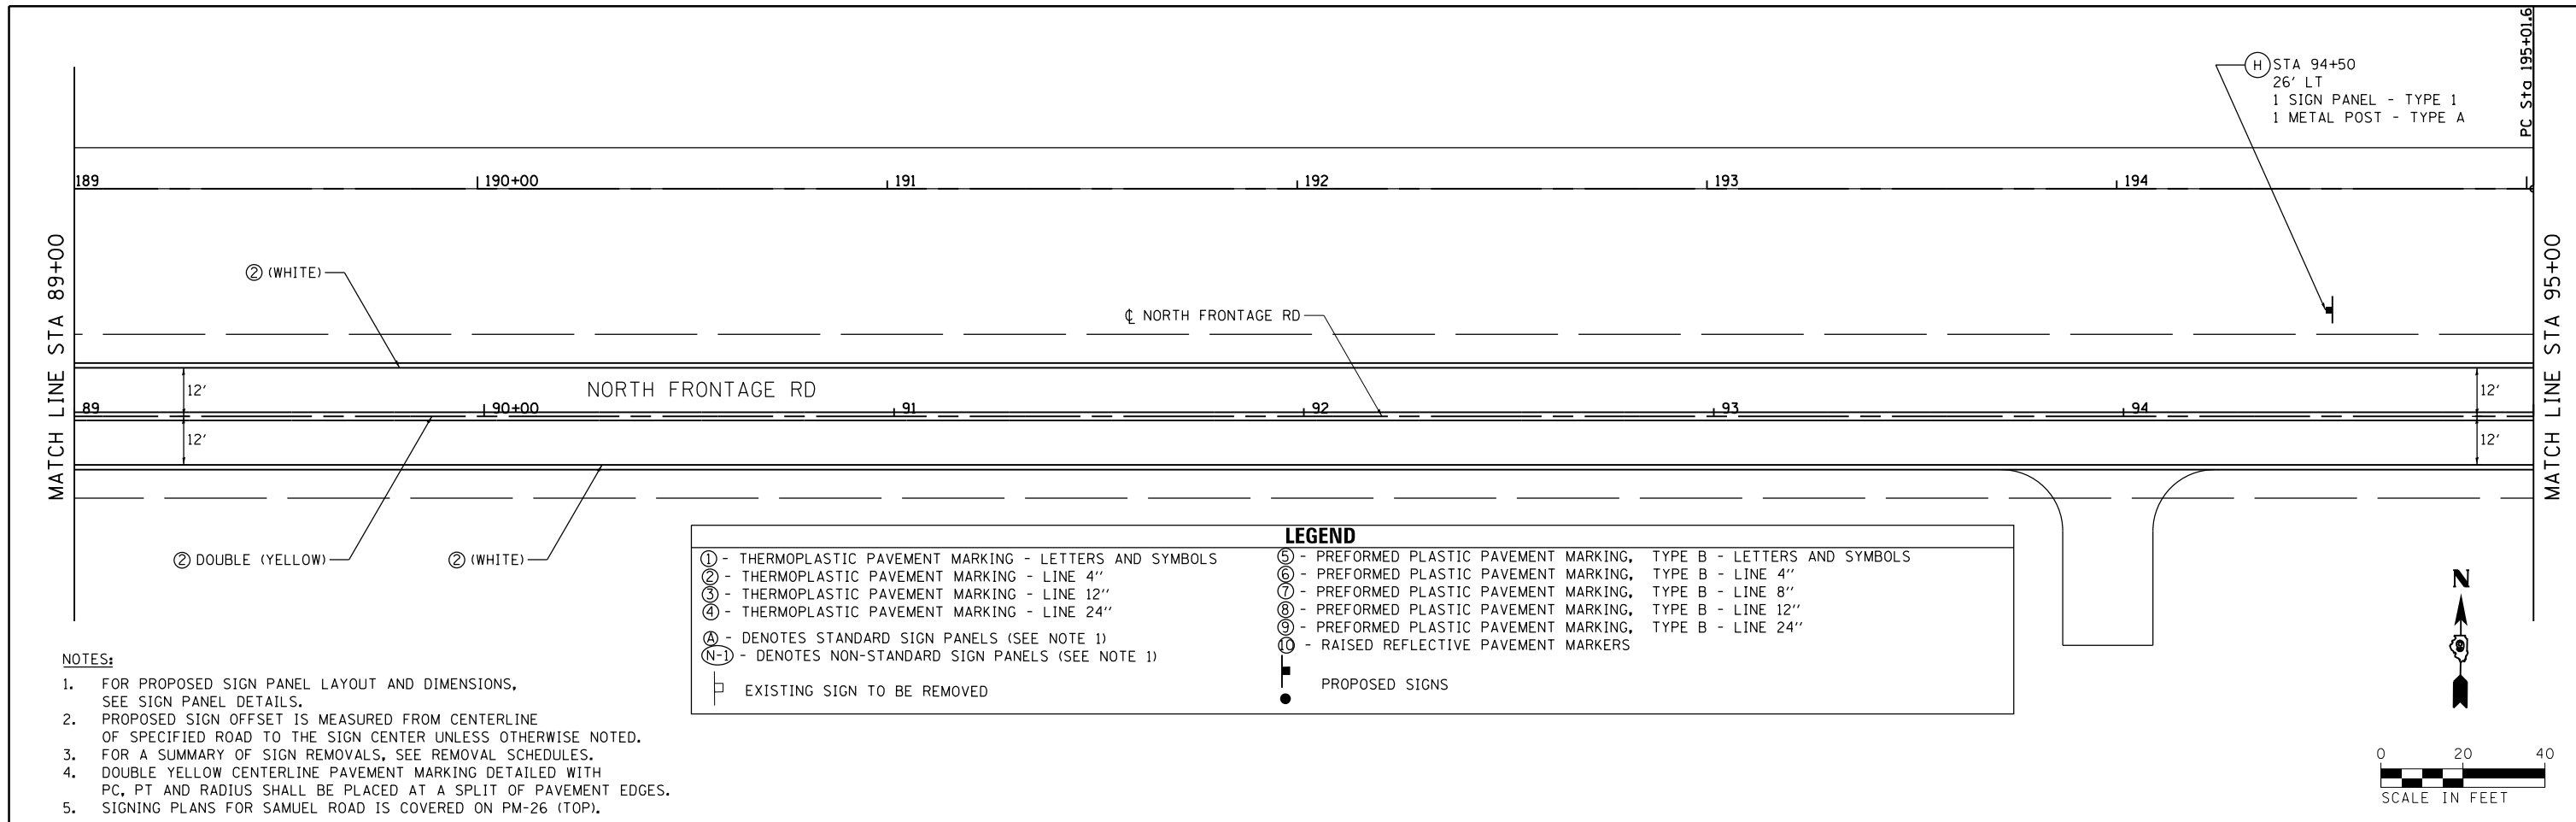 PC Sta 195+01.6
H STA 94+50
26' LT
1 SIGN PANEL - TYPE 1
1 METAL POST - TYPE A
189 190+00 191 192 193 194
MATCH LINE STA 89+00
MATCH LINE STA 95+00
② (WHITE)
℄ NORTH FRONTAGE RD
12'
NORTH FRONTAGE RD
12'
89 90+00 91 92 93 94
12'
12'
② DOUBLE (YELLOW)
② (WHITE)
LEGEND
① - THERMOPLASTIC PAVEMENT MARKING - LETTERS AND SYMBOLS
② - THERMOPLASTIC PAVEMENT MARKING - LINE 4''
③ - THERMOPLASTIC PAVEMENT MARKING - LINE 12''
④ - THERMOPLASTIC PAVEMENT MARKING - LINE 24''
Ⓐ - DENOTES STANDARD SIGN PANELS (SEE NOTE 1)
N-1 - DENOTES NON-STANDARD SIGN PANELS (SEE NOTE 1)
EXISTING SIGN TO BE REMOVED
⑤ - PREFORMED PLASTIC PAVEMENT MARKING, TYPE B - LETTERS AND SYMBOLS
⑥ - PREFORMED PLASTIC PAVEMENT MARKING, TYPE B - LINE 4''
⑦ - PREFORMED PLASTIC PAVEMENT MARKING, TYPE B - LINE 8''
⑧ - PREFORMED PLASTIC PAVEMENT MARKING, TYPE B - LINE 12''
⑨ - PREFORMED PLASTIC PAVEMENT MARKING, TYPE B - LINE 24''
⑩ - RAISED REFLECTIVE PAVEMENT MARKERS
PROPOSED SIGNS
NOTES:
1. FOR PROPOSED SIGN PANEL LAYOUT AND DIMENSIONS,
SEE SIGN PANEL DETAILS.
2. PROPOSED SIGN OFFSET IS MEASURED FROM CENTERLINE
OF SPECIFIED ROAD TO THE SIGN CENTER UNLESS OTHERWISE NOTED.
3. FOR A SUMMARY OF SIGN REMOVALS, SEE REMOVAL SCHEDULES.
4. DOUBLE YELLOW CENTERLINE PAVEMENT MARKING DETAILED WITH
PC, PT AND RADIUS SHALL BE PLACED AT A SPLIT OF PAVEMENT EDGES.
5. SIGNING PLANS FOR SAMUEL ROAD IS COVERED ON PM-26 (TOP).
N
0 20 40
SCALE IN FEET